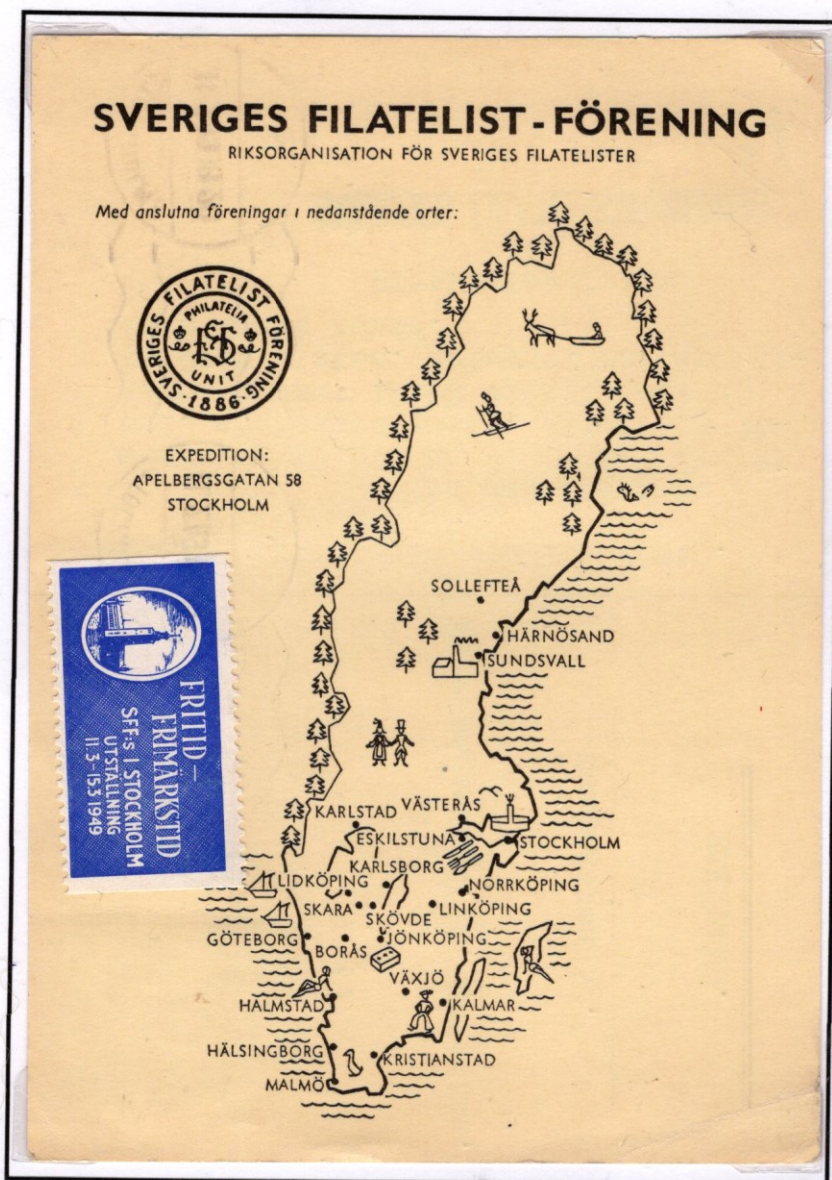 SVERIGES FILATELIST-FÖRENING
RIKSORGANISATION FÖR SVERIGES FILATELISTER
Med anslutna föreningar i nedanstående orter:
SVERIGES FILATELIST FÖRENING
·1886·
PHILATELIA
SFF
UNIT
EXPEDITION:
APELBERGSGATAN 58
STOCKHOLM
FRITID –
FRIMÄRKSTID
SFF:s I STOCKHOLM
UTSTÄLLNING
11.3-15.3 1949
SOLLEFTEÅ
HÄRNÖSAND
SUNDSVALL
KARLSTAD
VÄSTERÅS
ESKILSTUNA
STOCKHOLM
KARLSBORG
LIDKÖPING
NORRKÖPING
SKARA
SKÖVDE
LINKÖPING
GÖTEBORG
BORÅS
JÖNKÖPING
VÄXJÖ
HALMSTAD
KALMAR
HÄLSINGBORG
KRISTIANSTAD
MALMÖ